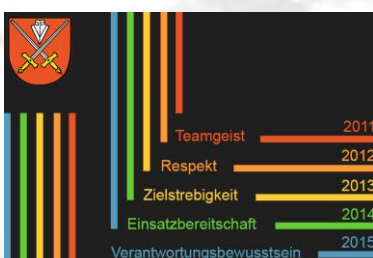 Teamgeist 2011
Respekt 2012
Zielstrebigkeit 2013
Einsatzbereitschaft 2014
Verantwortungsbewusstsein 2015